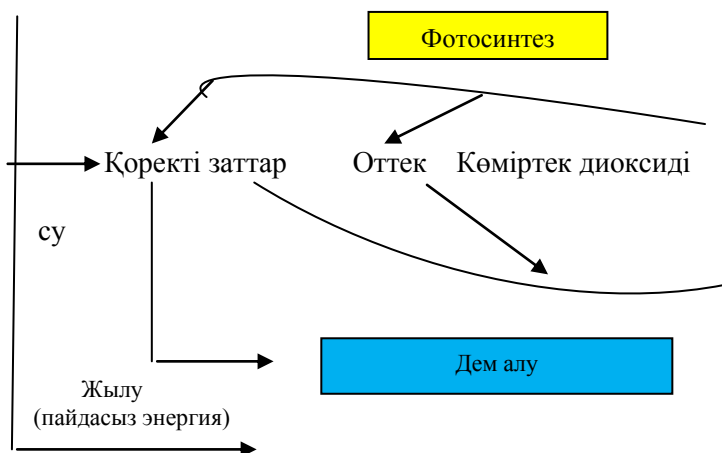 Фотосинтез
Қоректі заттар Оттек Көміртек диоксиді
су
Дем алу
Жылу
(пайдасыз энергия)